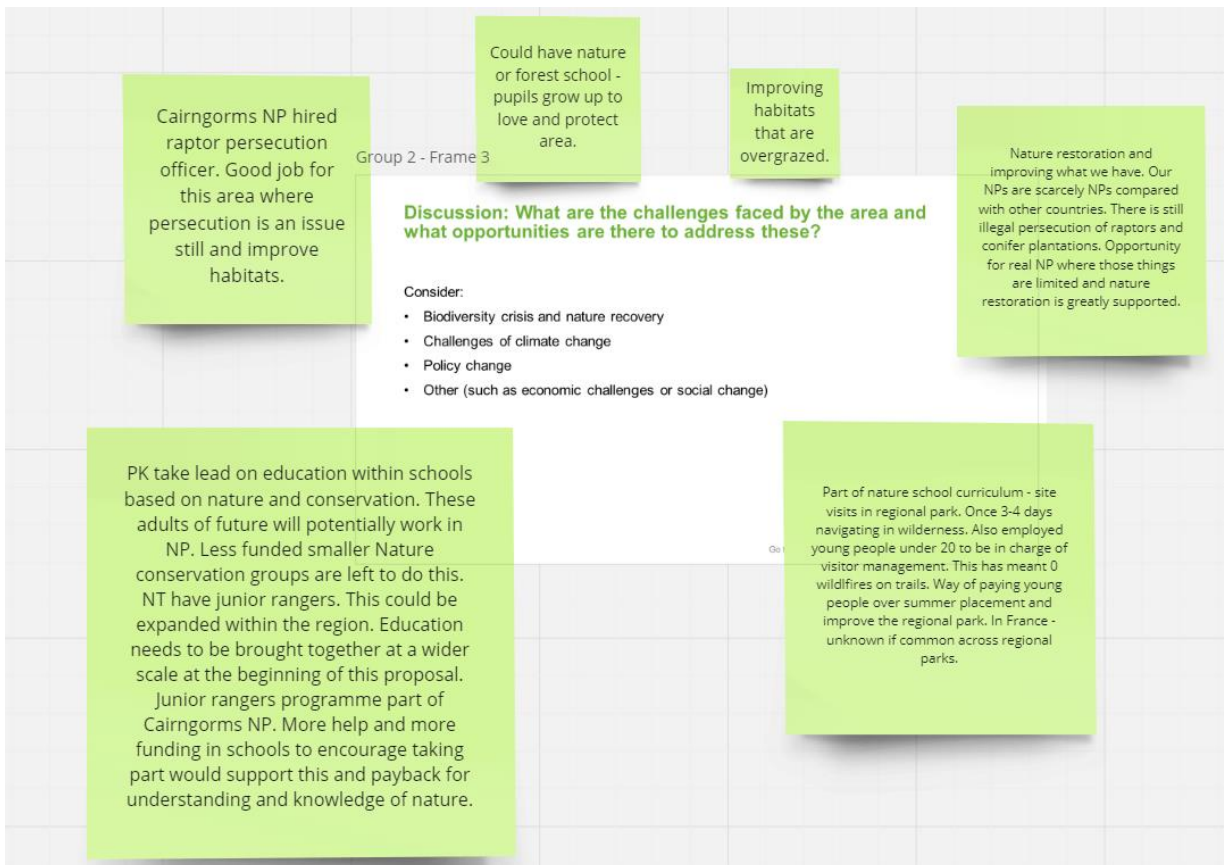 Could have nature
or forest school -
pupils grow up to
love and protect
area.
Improving
habitats
that are
overgrazed.
Cairngorms NP hired
raptor persecution
officer. Good job for
this area where
persecution is an issue
still and improve
habitats.
Nature restoration and
improving what we have. Our
NPs are scarcely NPs compared
with other countries. There is still
illegal persecution of raptors and
conifer plantations. Opportunity
for real NP where those things
are limited and nature
restoration is greatly supported.
Group 2 - Frame 3
Discussion: What are the challenges faced by the area and
what opportunities are there to address these?
Consider:
• Biodiversity crisis and nature recovery
• Challenges of climate change
• Policy change
• Other (such as economic challenges or social change)
PK take lead on education within schools
based on nature and conservation. These
adults of future will potentially work in
NP. Less funded smaller Nature
conservation groups are left to do this.
NT have junior rangers. This could be
expanded within the region. Education
needs to be brought together at a wider
scale at the beginning of this proposal.
Junior rangers programme part of
Cairngorms NP. More help and more
funding in schools to encourage taking
part would support this and payback for
understanding and knowledge of nature.
Go
Part of nature school curriculum - site
visits in regional park. Once 3-4 days
navigating in wilderness. Also employed
young people under 20 to be in charge of
visitor management. This has meant 0
wildlfires on trails. Way of paying young
people over summer placement and
improve the regional park. In France -
unknown if common across regional
parks.